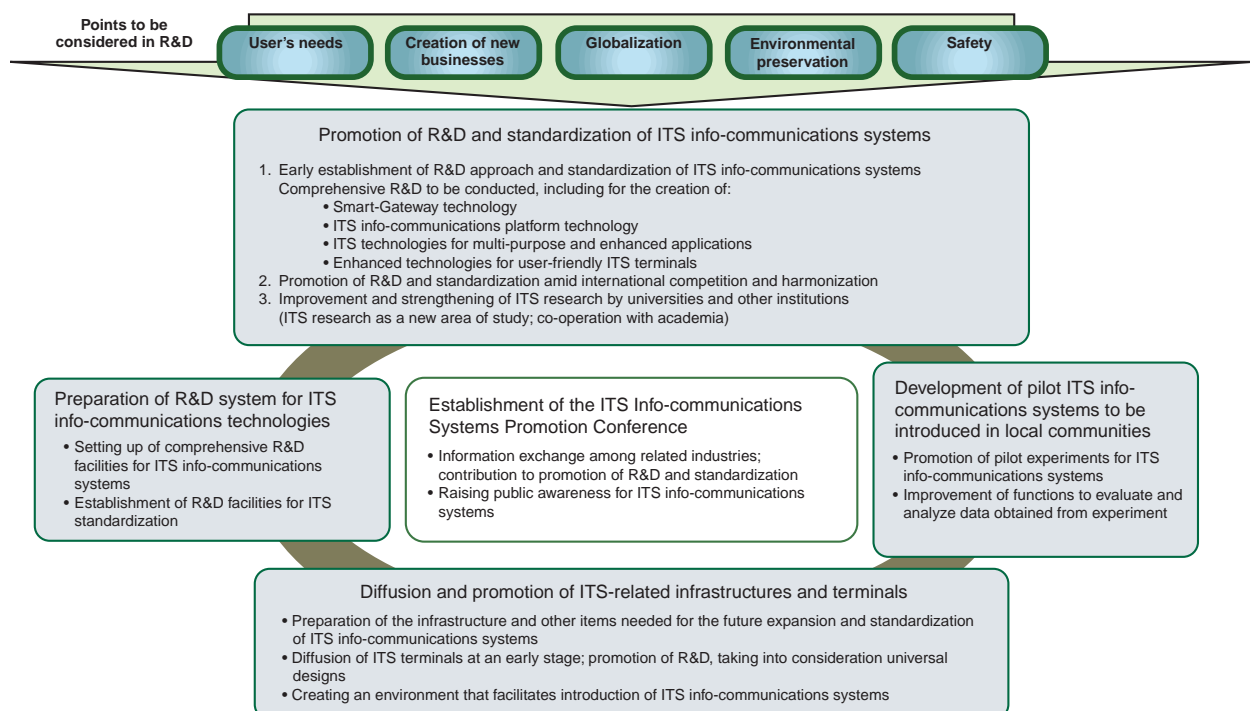 Points to be
considered in R&D
User's needs
Creation of new
businesses
Globalization
Environmental
preservation
Safety
Promotion of R&D and standardization of ITS info-communications systems
1. Early establishment of R&D approach and standardization of ITS info-communications systems
Comprehensive R&D to be conducted, including for the creation of:
• Smart-Gateway technology
• ITS info-communications platform technology
• ITS technologies for multi-purpose and enhanced applications
• Enhanced technologies for user-friendly ITS terminals
2. Promotion of R&D and standardization amid international competition and harmonization
3. Improvement and strengthening of ITS research by universities and other institutions
(ITS research as a new area of study; co-operation with academia)
Preparation of R&D system for ITS
info-communications technologies
• Setting up of comprehensive R&D
facilities for ITS info-communications
systems
• Establishment of R&D facilities for ITS
standardization
Establishment of the ITS Info-communications
Systems Promotion Conference
• Information exchange among related industries;
contribution to promotion of R&D and standardization
• Raising public awareness for ITS info-communications
systems
Development of pilot ITS info-
communications systems to be
introduced in local communities
• Promotion of pilot experiments for ITS
info-communications systems
• Improvement of functions to evaluate and
analyze data obtained from experiment
Diffusion and promotion of ITS-related infrastructures and terminals
• Preparation of the infrastructure and other items needed for the future expansion and standardization
of ITS info-communications systems
• Diffusion of ITS terminals at an early stage; promotion of R&D, taking into consideration universal
designs
• Creating an environment that facilitates introduction of ITS info-communications systems